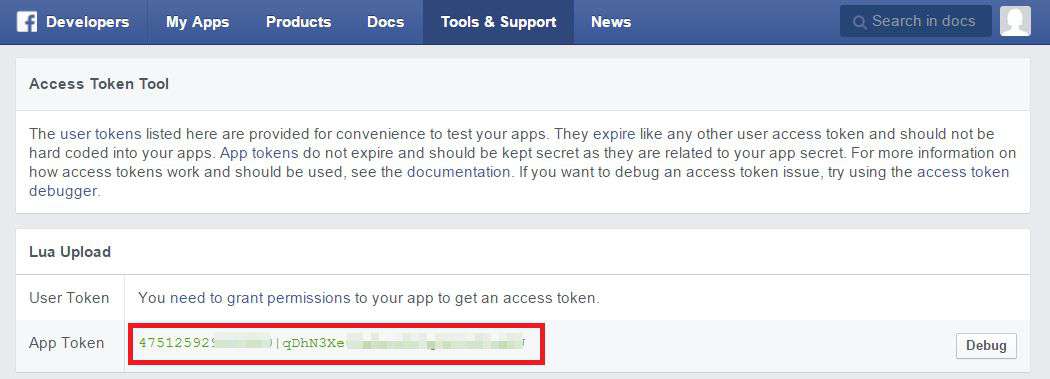 Developers My Apps Products Docs Tools & Support News Search in docs
Access Token Tool
The user tokens listed here are provided for convenience to test your apps. They expire like any other user access token and should not be
hard coded into your apps. App tokens do not expire and should be kept secret as they are related to your app secret. For more information on
how access tokens work and should be used, see the documentation. If you want to debug an access token issue, try using the access token
debugger.
Lua Upload
User Token You need to grant permissions to your app to get an access token.
App Token Debug